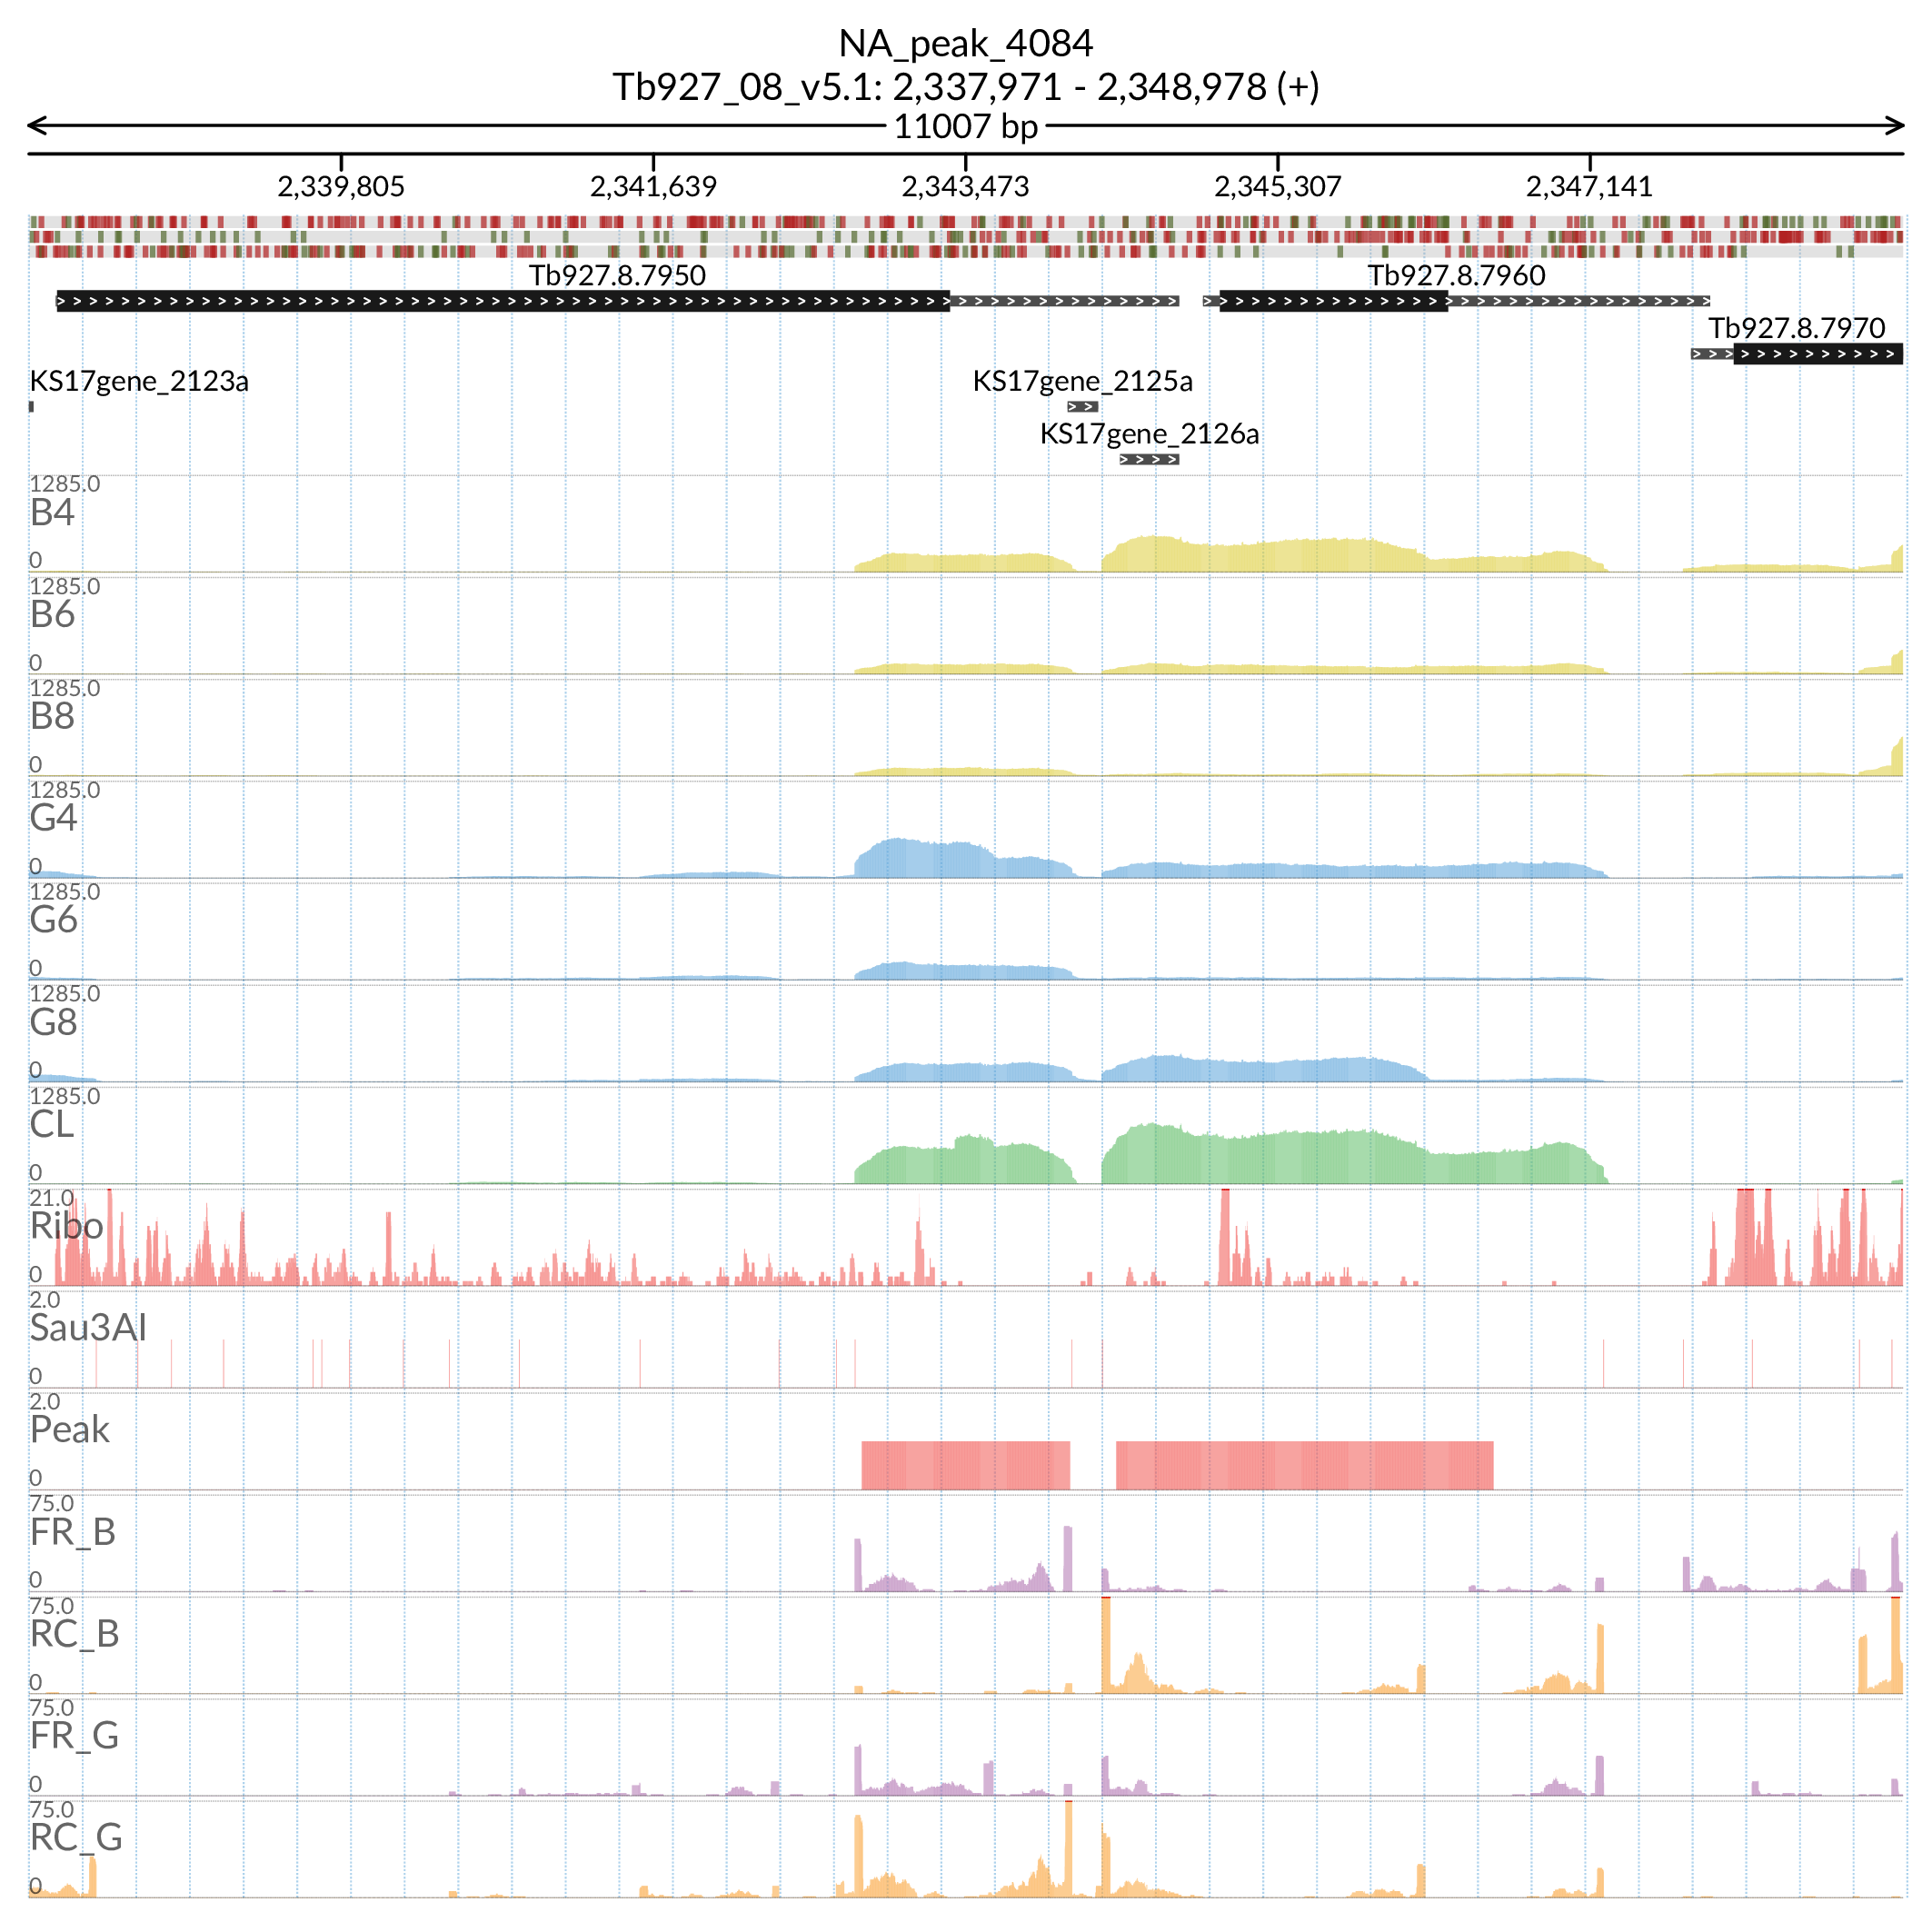 NA_peak_4084
Tb927_08_v5.1: 2,337,971 - 2,348,978 (+)
11007 bp
2,339,805 2,341,639 2,343,473 2,345,307 2,347,141
Tb927.8.7950 Tb927.8.7960
Tb927.8.7970
KS17gene_2123a KS17gene_2125a
KS17gene_2126a
1285.0
B4
0
1285.0
B6
0
1285.0
B8
0
1285.0
G4
0
1285.0
G6
0
1285.0
G8
0
1285.0
CL
0
21.0
Ribo
0
2.0
Sau3AI
0
2.0
Peak
0
75.0
FR_B
0
75.0
RC_B
0
75.0
FR_G
0
75.0
RC_G
0